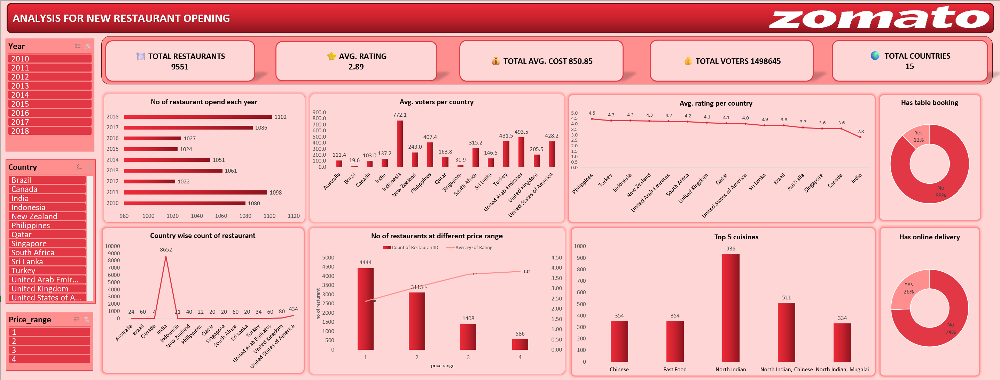 ANALYSIS FOR NEW RESTAURANT OPENING
zomato
Year
2010
2011
2012
2013
2014
2015
2016
2017
2018
Country
Brazil
Canada
India
Indonesia
New Zealand
Philippines
Qatar
Singapore
South Africa
Sri Lanka
Turkey
United Arab Emir...
United Kingdom
United States of A...
Price_range
1
2
3
4
TOTAL RESTAURANTS
9551
AVG. RATING
2.89
TOTAL AVG. COST 850.85
TOTAL VOTERS 1498645
TOTAL COUNTRIES
15
No of restaurant opend each year
2018 1102
2017 1086
2016 1027
2015 1024
2014 1051
2013 1061
2012 1022
2011 1098
2010 1080
980 1000 1020 1040 1060 1080 1100 1120
Avg. voters per country
900.0
800.0
700.0
600.0
500.0
400.0
300.0
200.0
100.0
0.0
111.4 19.6 103.0 137.2 772.1 243.0 407.4 163.8 31.9 315.2 146.5 431.5 493.5 205.5 428.2
Australia
Brazil
Canada
India
Indonesia
New Zealand
Philippines
Qatar
Singapore
South Africa
Sri Lanka
Turkey
United Arab Emirates
United Kingdom
United States of America
Avg. rating per country
5.0
4.5
4.0
3.5
3.0
2.5
2.0
1.5
1.0
0.5
0.0
4.5 4.3 4.3 4.3 4.2 4.2 4.1 4.1 4.0 3.9 3.8 3.7 3.6 3.6 2.8
Philippines
Turkey
Indonesia
New Zealand
United Arab Emirates
South Africa
United Kingdom
Qatar
United States of America
Sri Lanka
Brazil
Australia
Singapore
Canada
India
Has table booking
Yes
12%
No
88%
Country wise count of restaurant
10000
9000
8000
7000
6000
5000
4000
3000
2000
1000
0
24 60 4 8652 21 40 22 20 20 60 20 34 60 80 434
Australia
Brazil
Canada
India
Indonesia
New Zealand
Philippines
Qatar
Singapore
South Africa
Sri Lanka
Turkey
United Arab Emirates
United Kingdom
United States of America
No of restaurants at different price range
Count of RestaurantID Average of Rating
no of resturent
5000
4500
4000
3500
3000
2500
2000
1500
1000
500
0
4444 3113 1408 586
3.71 3.84
4.50
4.00
3.50
3.00
2.50
2.00
1.50
1.00
0.50
0.00
1 2 3 4
price range
Top 5 cuisines
1000
900
800
700
600
500
400
300
200
100
0
354 354 936 511 334
Chinese Fast Food North Indian North Indian, Chinese North Indian, Mughlai
Has online delivery
Yes
26%
No
74%